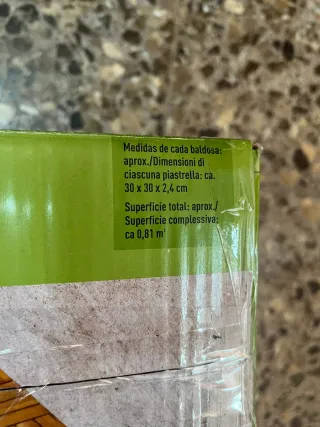 Medidas de cada baldosa:
aprox./Dimensioni di
ciascuna piastrella: ca.
30 x 30 x 2,4 cm
Superficie total: aprox./
Superficie complessiva:
ca 0,81 m²